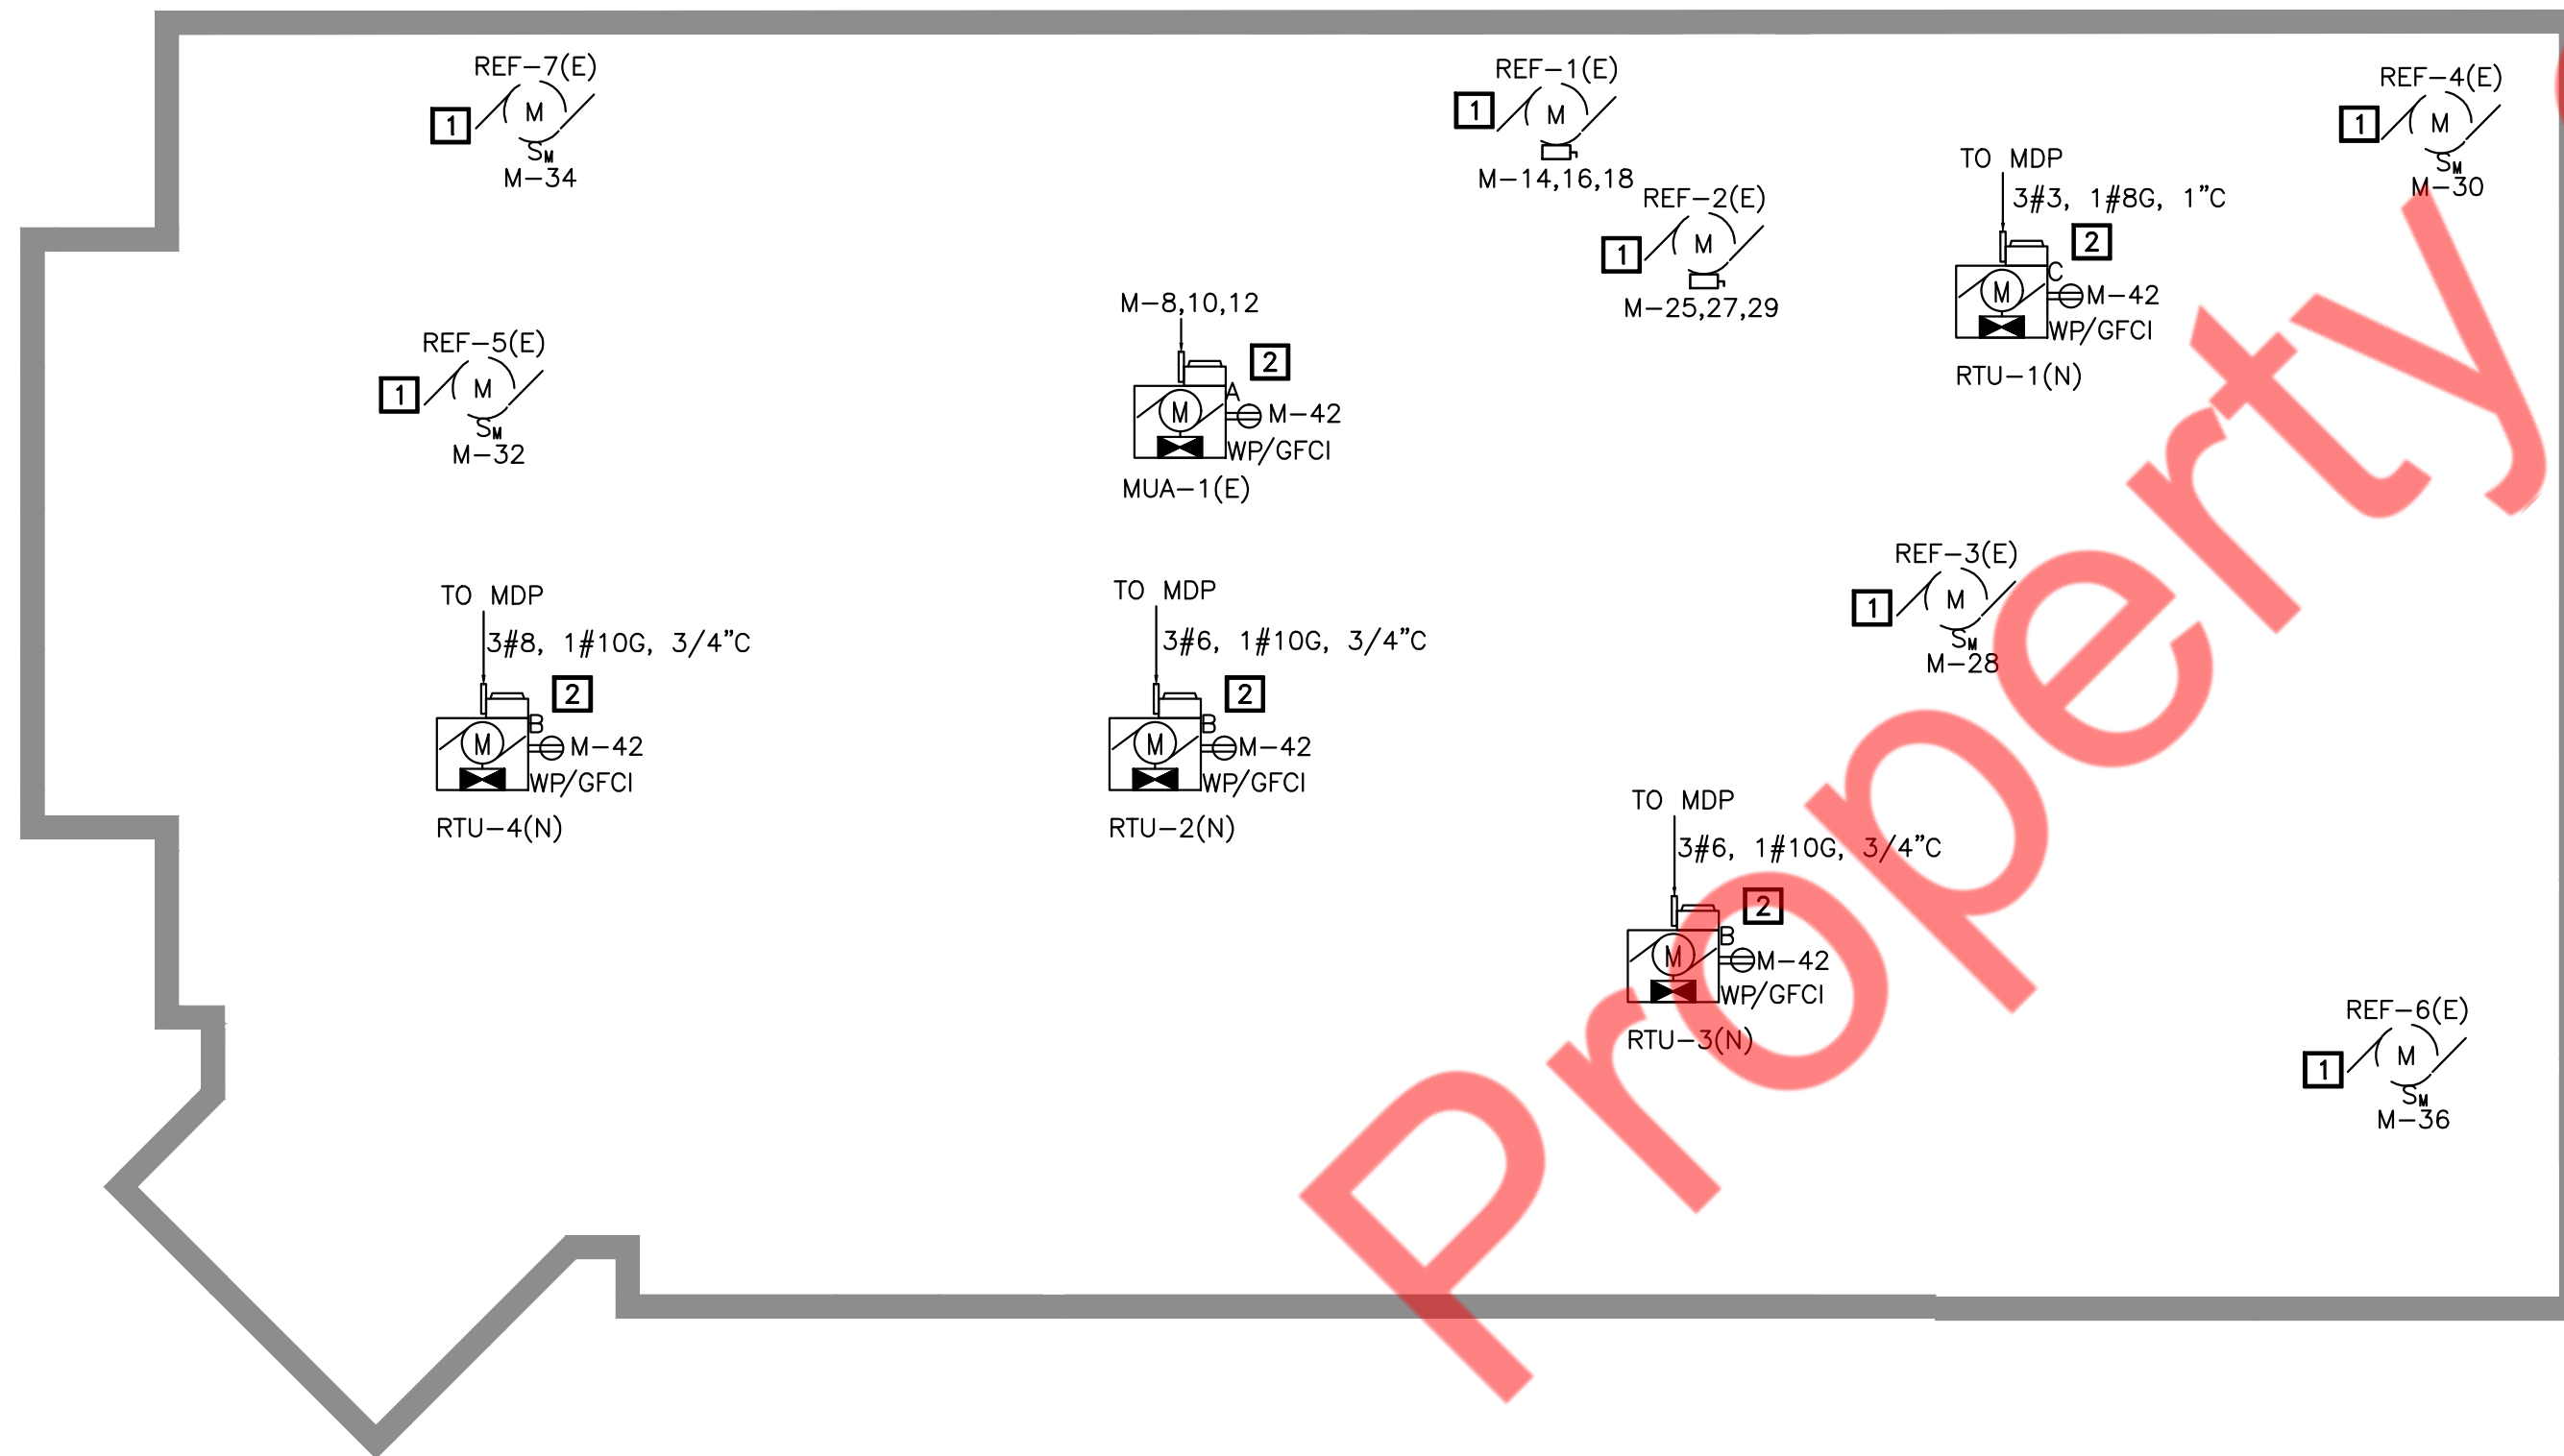 REF-7(E)
1
M
SM
M-34
REF-1(E)
1
M
M-14,16,18
REF-4(E)
1
M
SM
M-30
REF-2(E)
1
M
M-25,27,29
TO MDP
3#3, 1#8G, 1"C
2
C
M
M-42
WP/GFCI
RTU-1(N)
M-8,10,12
2
A
M
M-42
WP/GFCI
MUA-1(E)
REF-5(E)
1
M
SM
M-32
REF-3(E)
1
M
SM
M-28
TO MDP
3#8, 1#10G, 3/4"C
2
B
M
M-42
WP/GFCI
RTU-4(N)
TO MDP
3#6, 1#10G, 3/4"C
2
B
M
M-42
WP/GFCI
RTU-2(N)
TO MDP
3#6, 1#10G, 3/4"C
2
B
M
M-42
WP/GFCI
RTU-3(N)
REF-6(E)
1
M
SM
M-36
Property